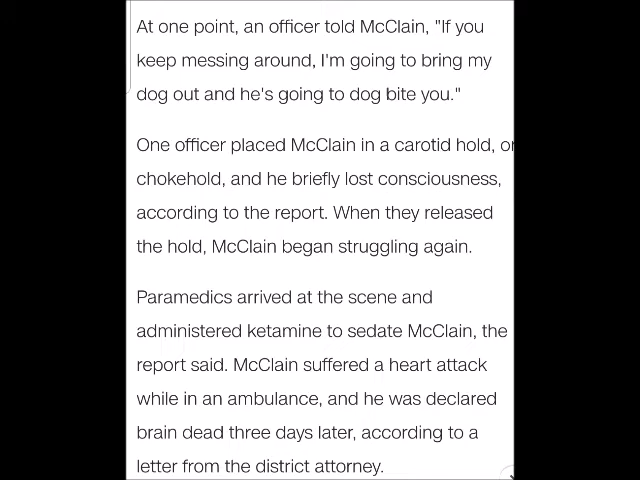 At one point, an officer told McClain, "If you
keep messing around, I'm going to bring my
dog out and he's going to dog bite you."
One officer placed McClain in a carotid hold, or
chokehold, and he briefly lost consciousness,
according to the report. When they released
the hold, McClain began struggling again.
Paramedics arrived at the scene and
administered ketamine to sedate McClain, the
report said. McClain suffered a heart attack
while in an ambulance, and he was declared
brain dead three days later, according to a
letter from the district attorney.